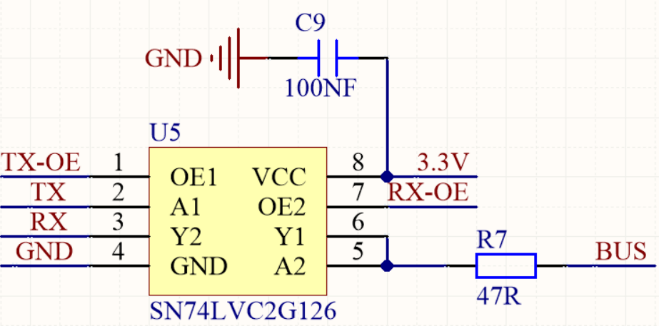 C9
GND
100NF
U5
TX-OE 1 OE1 VCC 8 3.3V
TX 2 A1 OE2 7 RX-OE
RX 3 Y2 Y1 6
GND 4 GND A2 5 R7 BUS
SN74LVC2G126 47R